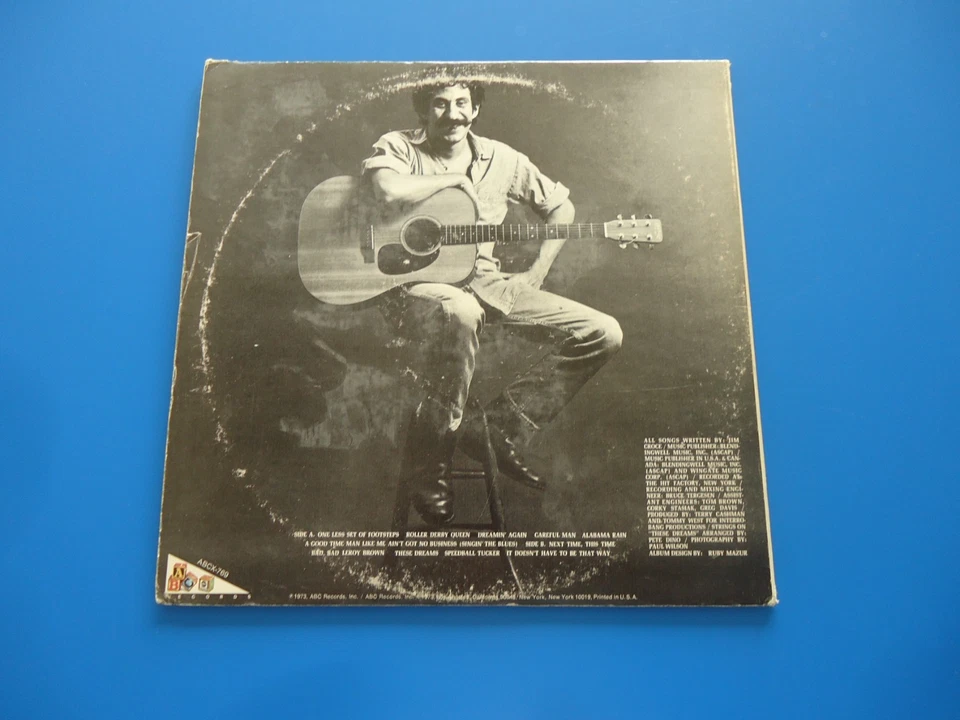 SIDE A. ONE LESS SET OF FOOTSTEPS ROLLER DERBY QUEEN DREAMIN' AGAIN CAREFUL MAN ALABAMA RAIN
A GOOD TIME MAN LIKE ME AIN'T GOT NO BUSINESS (SINGIN' THE BLUES) SIDE B. NEXT TIME, THIS TIME
BAD, BAD LEROY BROWN THESE DREAMS SPEEDBALL TUCKER IT DOESN'T HAVE TO BE THAT WAY
ALL SONGS WRITTEN BY: JIM
CROCE / MUSIC PUBLISHER: BLEND-
INGWELL MUSIC, INC. (ASCAP) /
MUSIC PUBLISHER IN U.S.A. & CAN-
ADA: BLENDINGWELL MUSIC, INC.
(ASCAP) AND WINGATE MUSIC
CORP. (ASCAP) / RECORDED AT
THE HIT FACTORY, NEW YORK /
RECORDING AND MIXING ENGI-
NEER: BRUCE TERGESEN / ASSIST-
ANT ENGINEERS: TOM BROWN,
CORKY STASIAK, GREG DAVIS /
PRODUCED BY: TERRY CASHMAN
AND TOMMY WEST FOR INTERRO-
BANG PRODUCTIONS / STRINGS ON
"THESE DREAMS" ARRANGED BY:
PETE DINO / PHOTOGRAPHY BY:
PAUL WILSON
ALBUM DESIGN BY: RUBY MAZUR
ABCX-769
abc
RECORDS
℗ 1973, ABC Records, Inc. / ABC Records, Inc. New York, New York 10019, Printed in U.S.A.